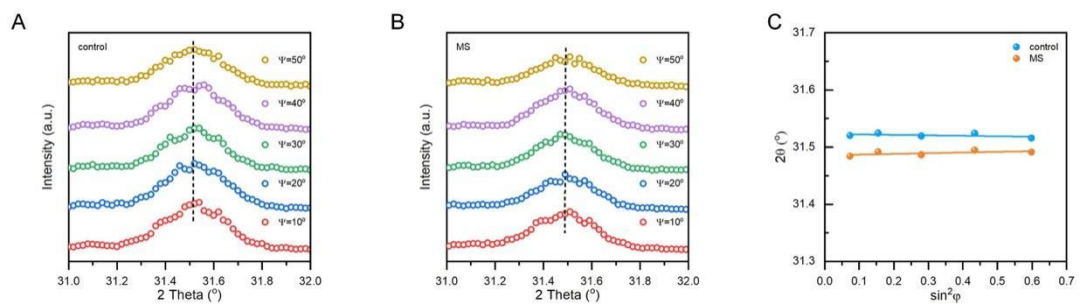 A
control
Ψ=50°
Ψ=40°
Ψ=30°
Ψ=20°
Ψ=10°
Intensity (a.u.)
31.0 31.2 31.4 31.6 31.8 32.0
2 Theta (°)
B
MS
Ψ=50°
Ψ=40°
Ψ=30°
Ψ=20°
Ψ=10°
Intensity (a.u.)
31.0 31.2 31.4 31.6 31.8 32.0
2 Theta (°)
C
control
MS
31.7
31.6
31.5
31.4
31.3
2θ (°)
0.0 0.1 0.2 0.3 0.4 0.5 0.6 0.7
sin²φ